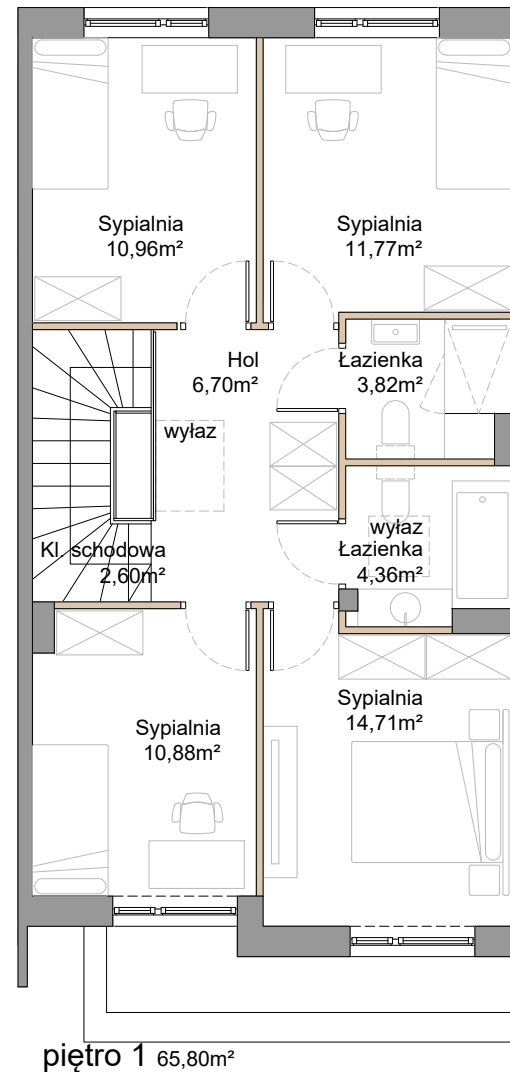 Sypialnia
10,96m²
Sypialnia
11,77m²
Hol
6,70m²
Łazienka
3,82m²
wyłaz
Kl. schodowa
2,60m²
wyłaz
Łazienka
4,36m²
Sypialnia
10,88m²
Sypialnia
14,71m²
piętro 1 65,80m²